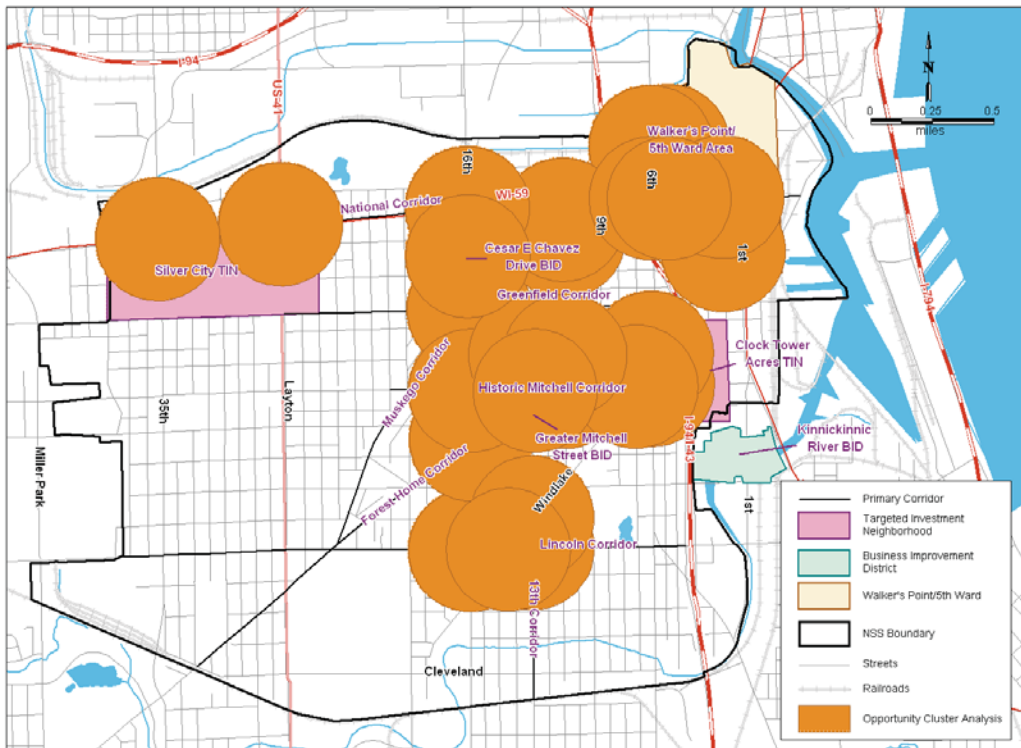 I-94
US-41
N
0 0.25 0.5
miles
Walker's Point/
5th Ward Area
16th
6th
WI-59
National Corridor
9th
1st
Cesar E Chavez
Drive BID
Silver City TIN
Greenfield Corridor
I-794
Clock Tower
Acres TIN
Muskego Corridor
Layton
35th
Historic Mitchell Corridor
Greater Mitchell
Street BID
I-94/I-43
Kinnickinnic
River BID
Miller Park
Forest-Home Corridor
Windlake
1st
Lincoln Corridor
13th Corridor
Cleveland
Primary Corridor
Targeted Investment
Neighborhood
Business Improvement
District
Walker's Point/5th Ward
NSS Boundary
Streets
Railroads
Opportunity Cluster Analysis